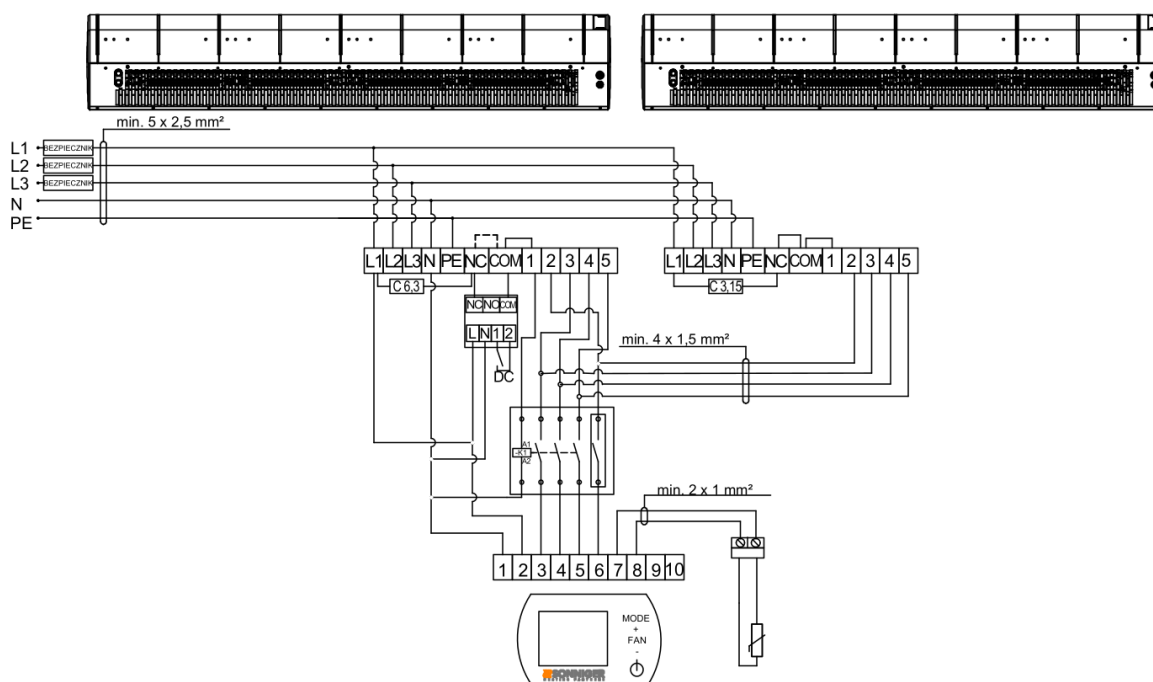 min. 5 x 2,5 mm²
L1 BEZPIECZNIK
L2 BEZPIECZNIK
L3 BEZPIECZNIK
N
PE
L1 L2 L3 N PE NC COM 1 2 3 4 5
L1 L2 L3 N PE NC COM 1 2 3 4 5
C 6,3
C 3,15
NC NO COM
L N 1 2
min. 4 x 1,5 mm²
DC
A1
-K1
A2
min. 2 x 1 mm²
1 2 3 4 5 6 7 8 9 10
MODE
+
FAN
-
SONNIGER